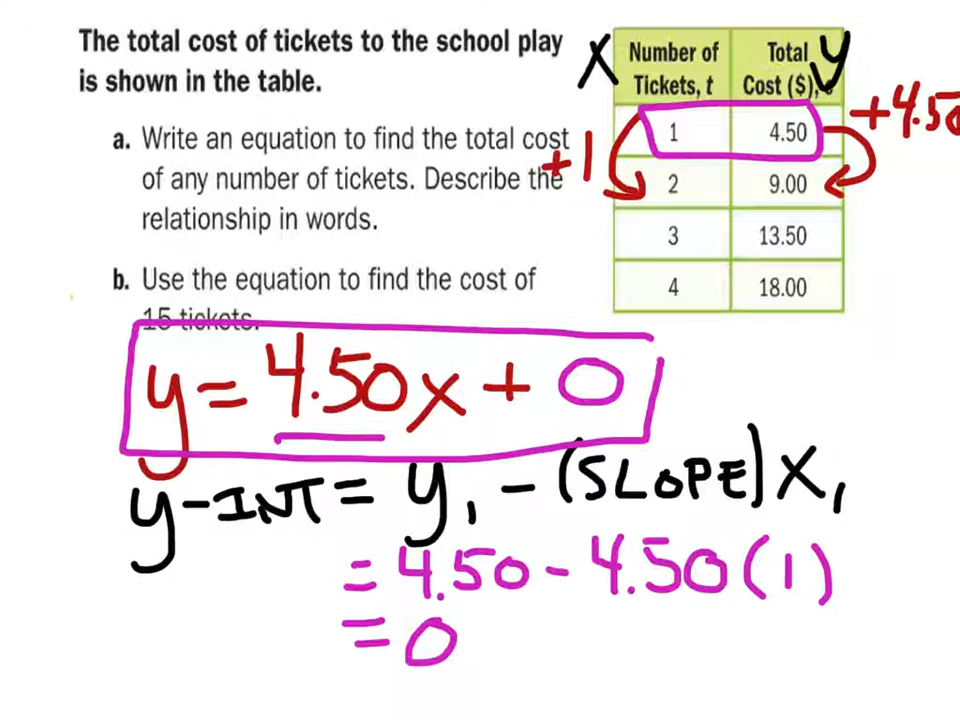 The total cost of tickets to the school play
is shown in the table.
a. Write an equation to find the total cost
of any number of tickets. Describe the
relationship in words.
b. Use the equation to find the cost of
15 tickets.
x
Number of Tickets, t
Total Cost ($),
y
1 4.50
2 9.00
3 13.50
4 18.00
+1
+4.50
y = 4.50x + 0
y-INT = y₁ - (SLOPE)x₁
= 4.50 - 4.50(1)
= 0